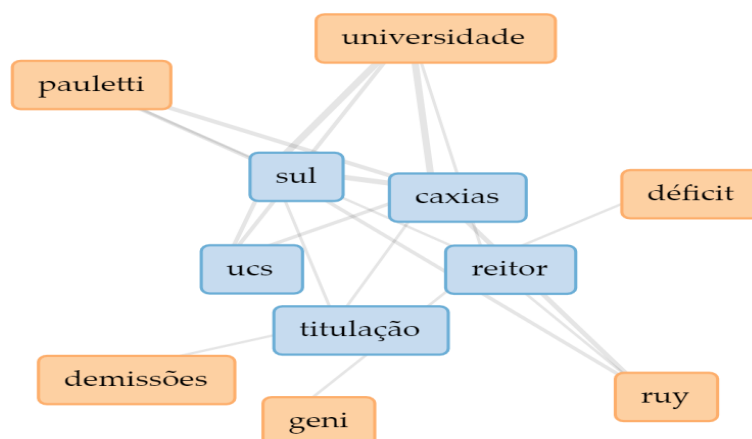 universidade
pauletti
sul
caxias
déficit
ucs
reitor
titulação
demissões
geni
ruy